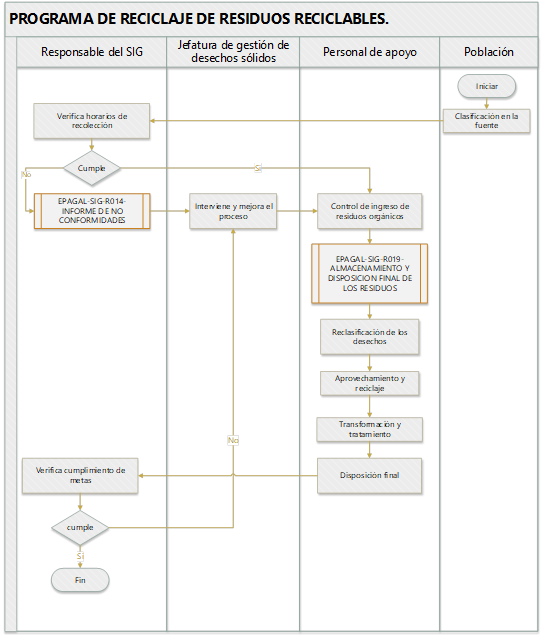 PROGRAMA DE RECICLAJE DE RESIDUOS RECICLABLES.
Responsable del SIG
Jefatura de gestión de
desechos sólidos
Personal de apoyo
Población
Iniciar
Verifica horarios de
recolección
Clasificación en la
fuente
Cumple
No
Sí
EPAGAL-SIG-R014-
INFORME DE NO
CONFORMIDADES
Interviene y mejora el
proceso
Control de ingreso de
residuos orgánicos
EPAGAL-SIG-R019-
ALMACENAMIENTO Y
DISPOSICION FINAL DE
LOS RESIDUOS
Reclasificación de los
desechos
Aprovechamiento y
reciclaje
Transformación y
tratamiento
No
Verifica cumplimiento de
metas
Disposición final
cumple
Sí
Fin